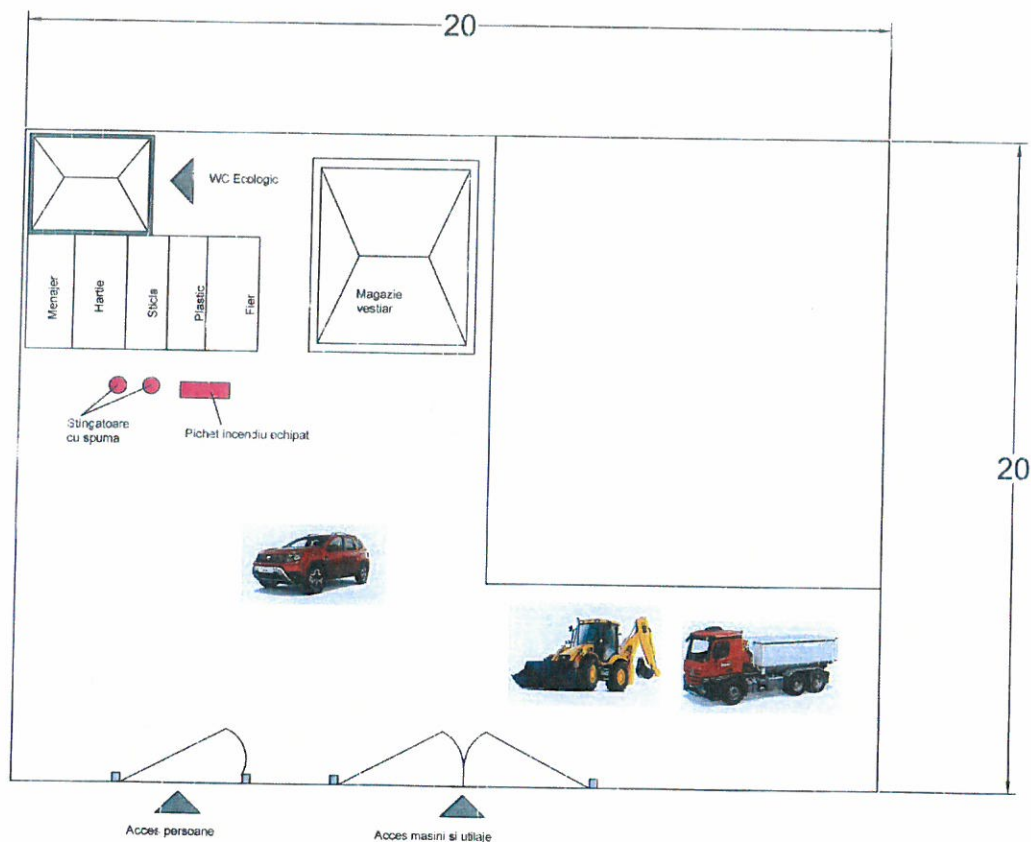 20
WC Ecologic
Menajer
Hartie
Sticla
Plastic
Fier
Magazie
vestiar
Stingatoare
cu spuma
Pichet incendiu echipat
20
Acces persoane
Acces masini si utilaje